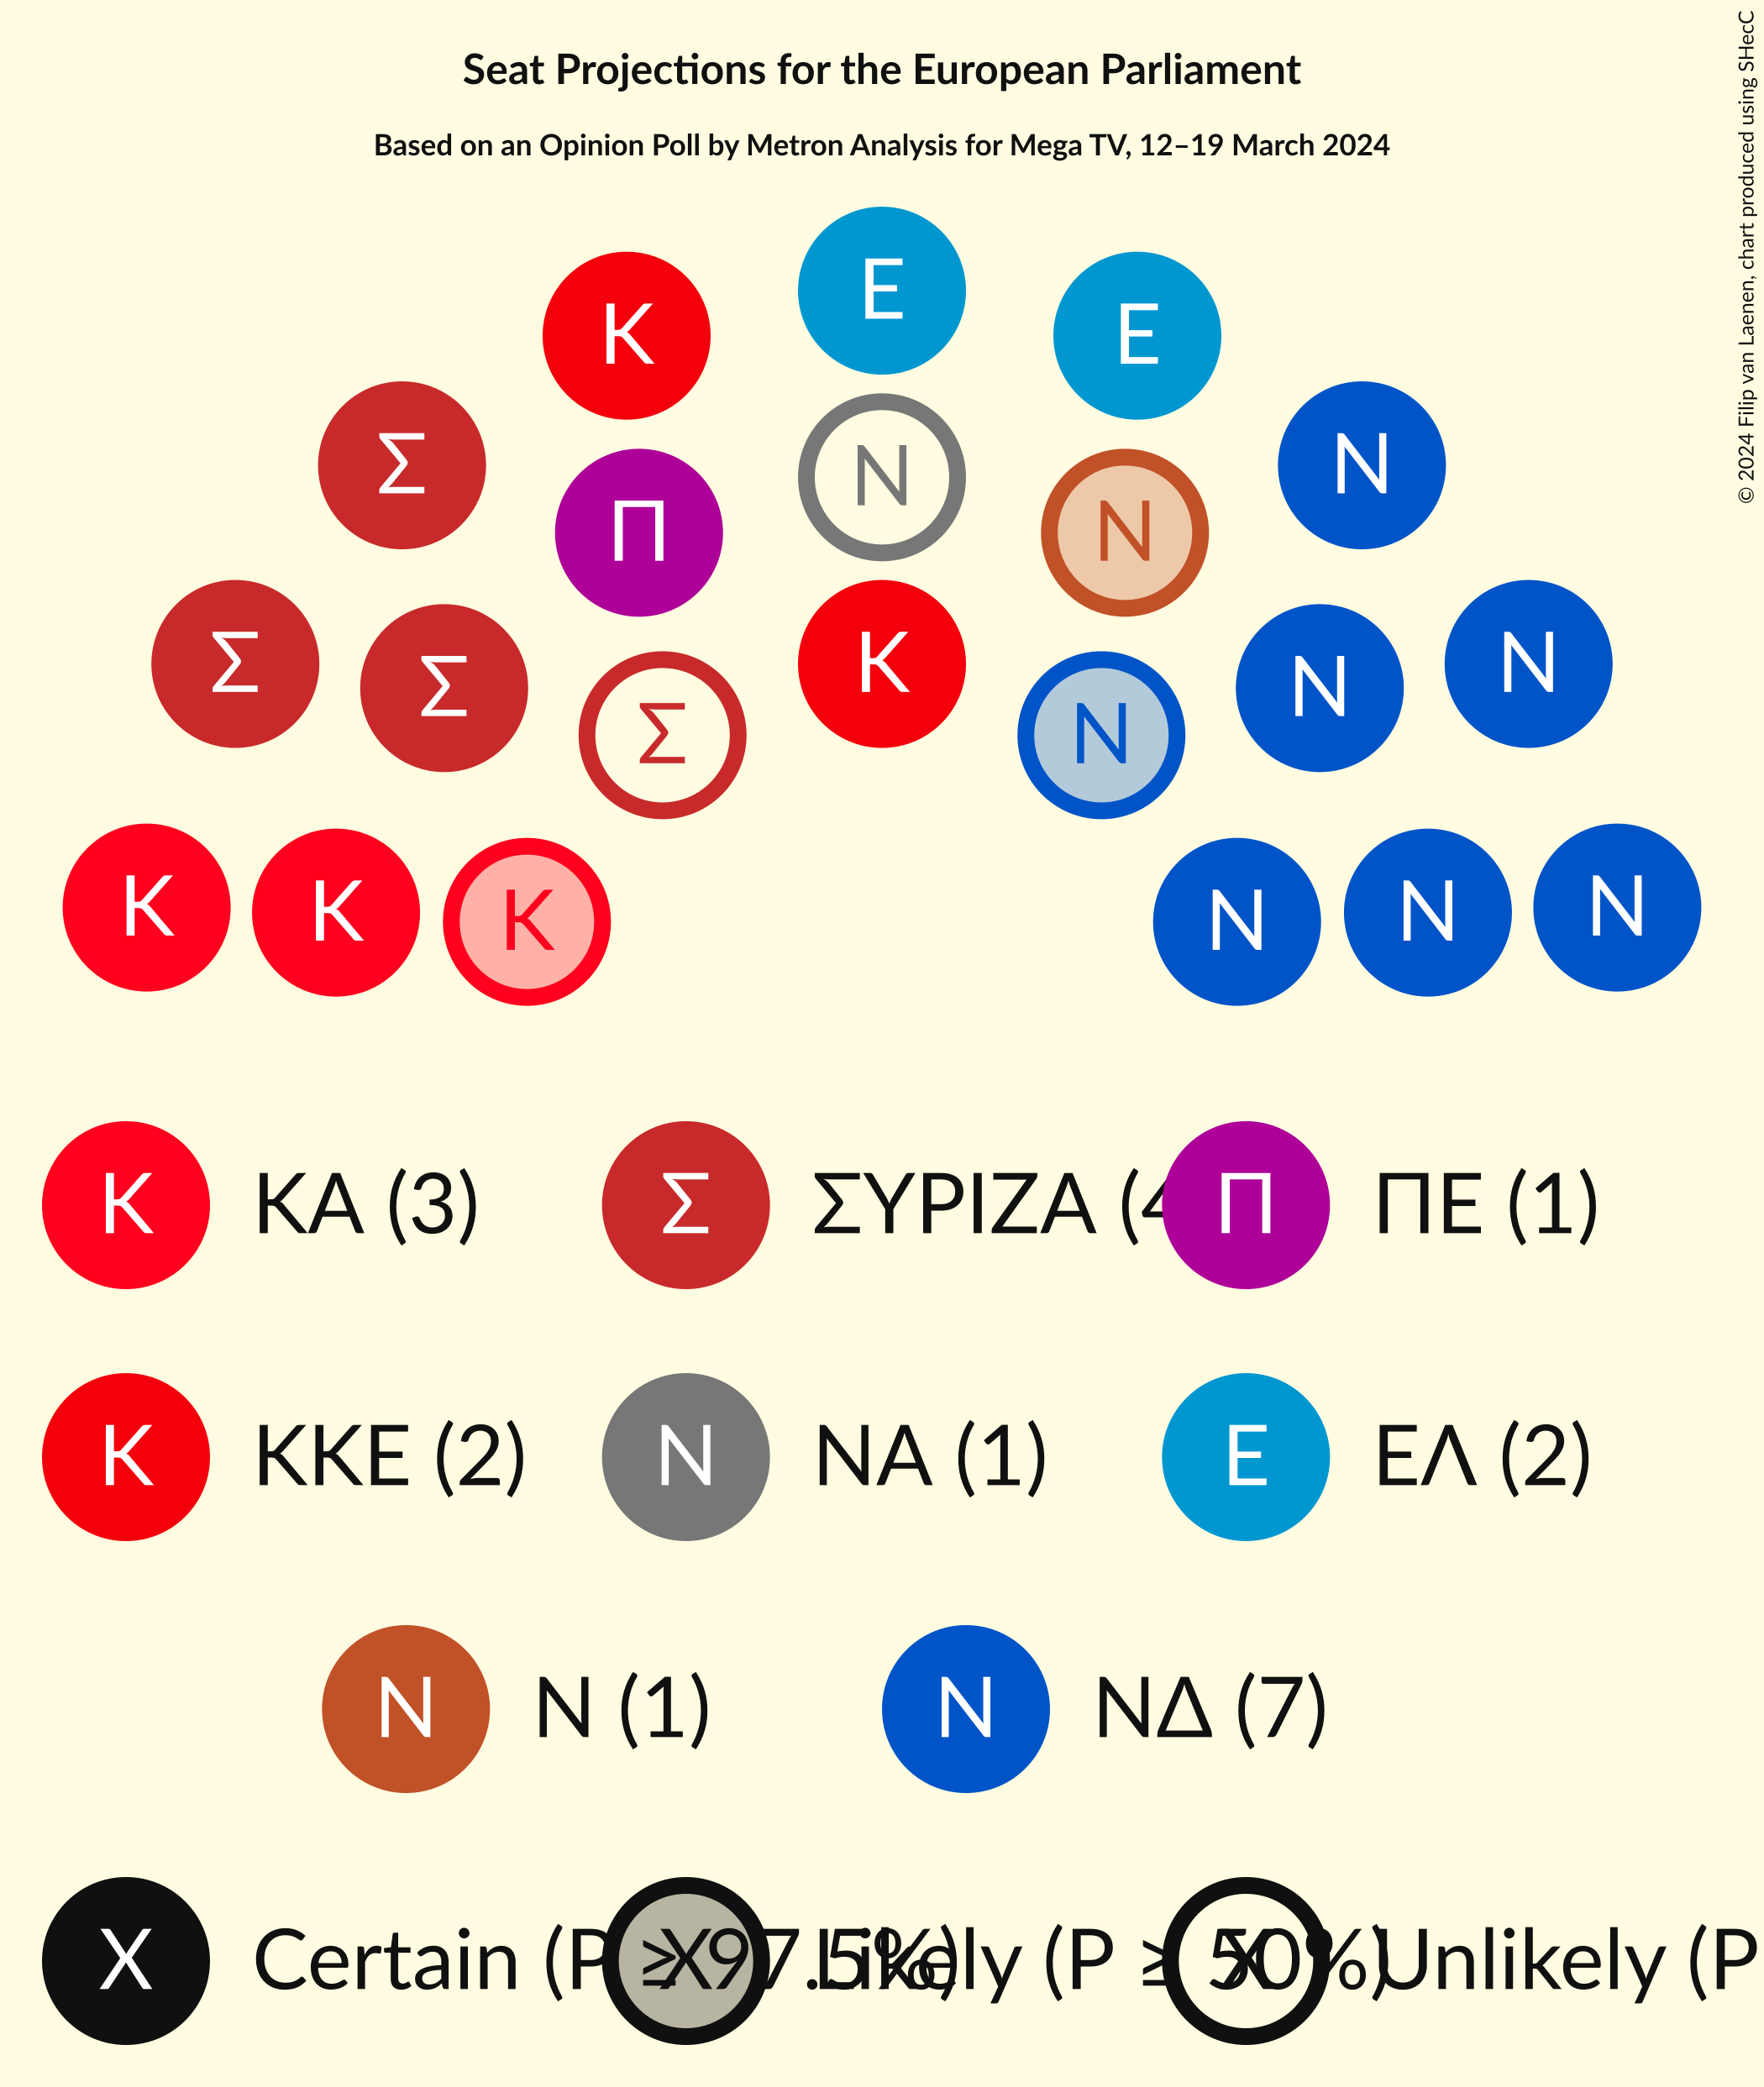 Seat Projections for the European Parliament
Based on an Opinion Poll by Metron Analysis for Mega TV, 12–19 March 2024
© 2024 Filip van Laenen, chart produced using SHecC
Ε
Κ Ε
Σ Ν
Ν
Π Ν
Σ Κ Ν
Σ Ν
Σ Ν
Κ Κ Κ Ν Ν Ν
Κ ΚΑ (3) Σ ΣΥΡΙΖΑ (4 Π ΠΕ (1)
Κ ΚΚΕ (2) Ν ΝΑ (1) Ε ΕΛ (2)
Ν Ν (1) Ν ΝΔ (7)
X Certain (P ≥ 97.5%) X Likely (P ≥ 50%) X Unlikely (P